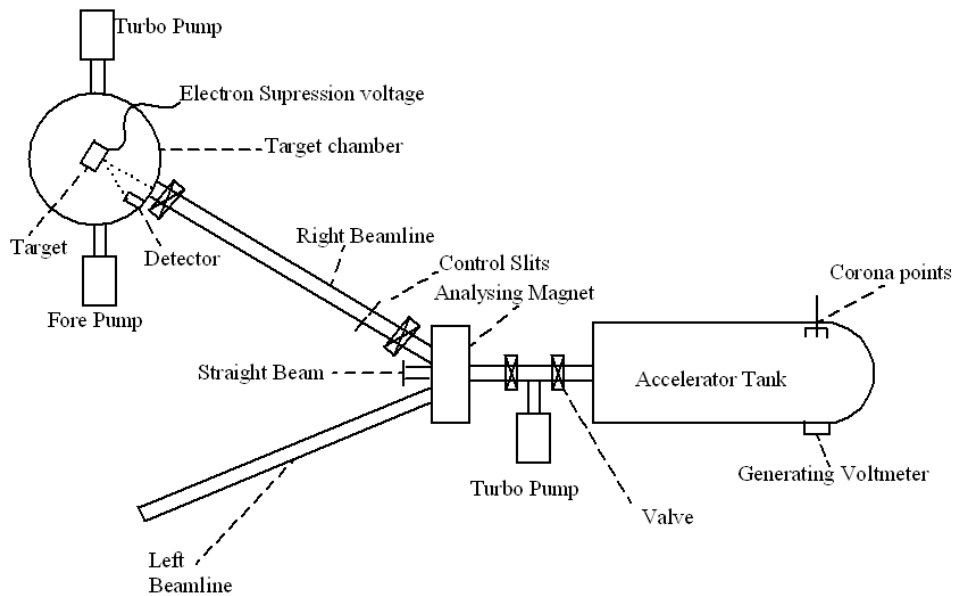 Turbo Pump
Electron Supression voltage
Target chamber
Target
Detector
Right Beamline
Fore Pump
Control Slits
Analysing Magnet
Corona points
Straight Beam
Accelerator Tank
Generating Voltmeter
Turbo Pump
Valve
Left
Beamline